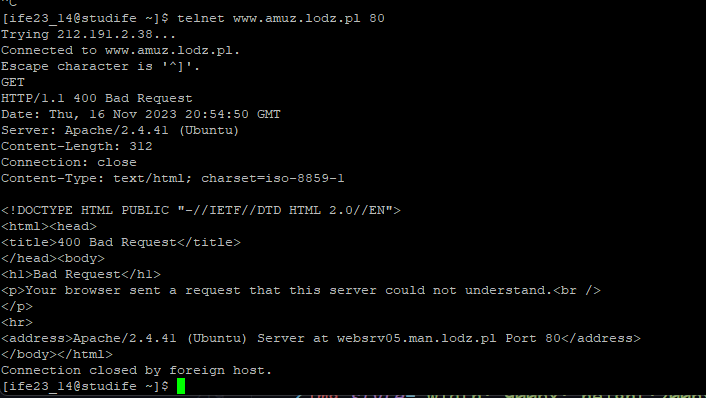 ^C
[ife23_14@studife ~]$ telnet www.amuz.lodz.pl 80
Trying 212.191.2.38...
Connected to www.amuz.lodz.pl.
Escape character is '^]'.
GET
HTTP/1.1 400 Bad Request
Date: Thu, 16 Nov 2023 20:54:50 GMT
Server: Apache/2.4.41 (Ubuntu)
Content-Length: 312
Connection: close
Content-Type: text/html; charset=iso-8859-1

<!DOCTYPE HTML PUBLIC "-//IETF//DTD HTML 2.0//EN">
<html><head>
<title>400 Bad Request</title>
</head><body>
<h1>Bad Request</h1>
<p>Your browser sent a request that this server could not understand.<br />
</p>
<hr>
<address>Apache/2.4.41 (Ubuntu) Server at websrv05.man.lodz.pl Port 80</address>
</body></html>
Connection closed by foreign host.
[ife23_14@studife ~]$